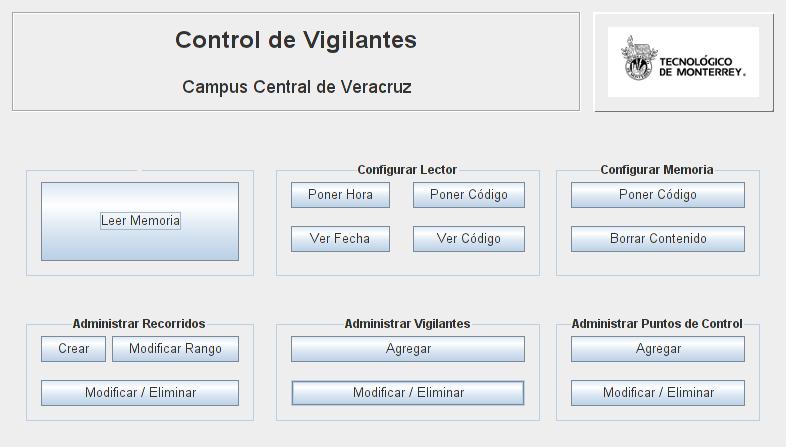 Control de Vigilantes
Campus Central de Veracruz
TECNOLÓGICO
DE MONTERREY.
Leer Memoria
Configurar Lector
Poner Hora
Poner Código
Ver Fecha
Ver Código
Configurar Memoria
Poner Código
Borrar Contenido
Administrar Recorridos
Crear
Modificar Rango
Modificar / Eliminar
Administrar Vigilantes
Agregar
Modificar / Eliminar
Administrar Puntos de Control
Agregar
Modificar / Eliminar